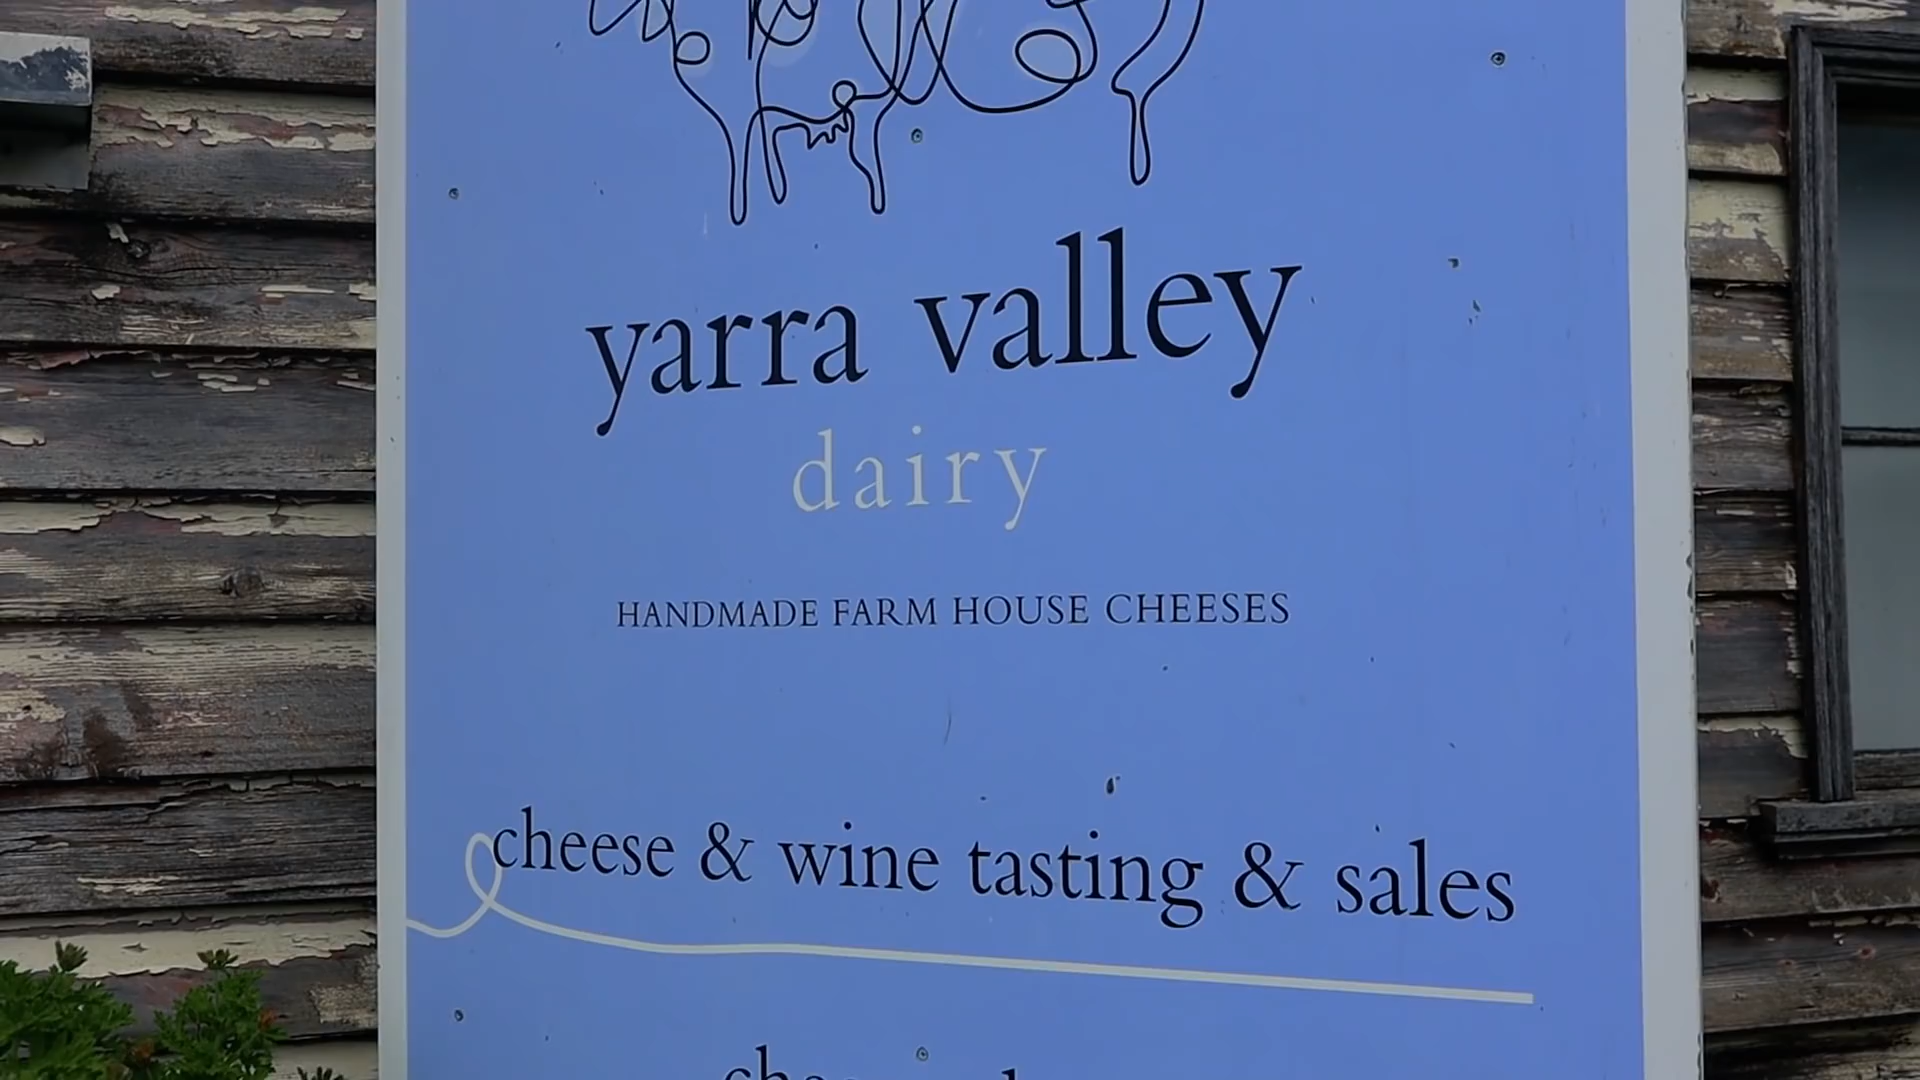 yarra valley
dairy
HANDMADE FARM HOUSE CHEESES
cheese & wine tasting & sales